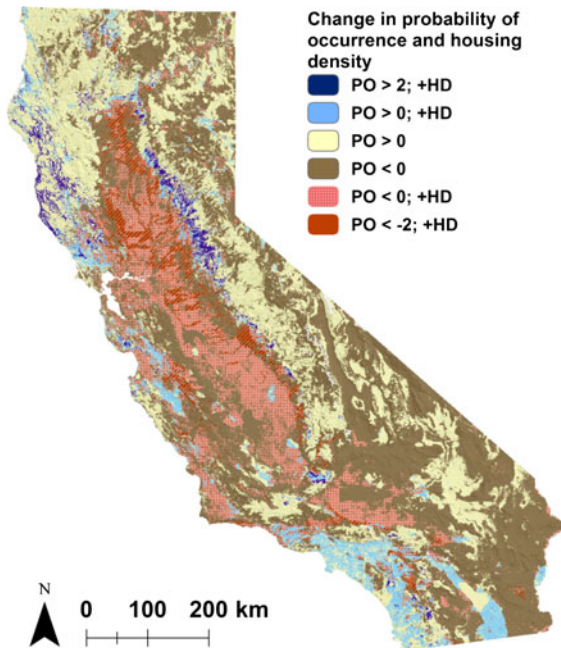 Change in probability of
occurrence and housing
density
PO > 2; +HD
PO > 0; +HD
PO > 0
PO < 0
PO < 0; +HD
PO < -2; +HD
N
0 100 200 km